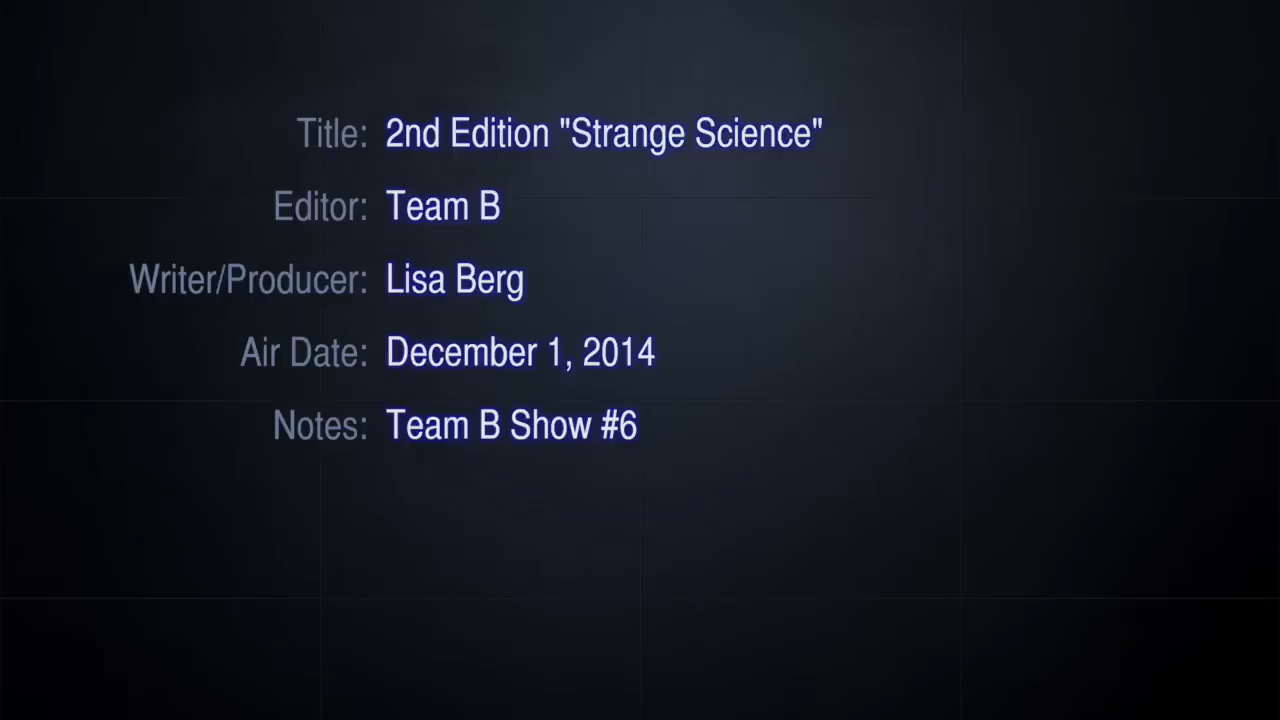 Title: 2nd Edition "Strange Science"
Editor: Team B
Writer/Producer: Lisa Berg
Air Date: December 1, 2014
Notes: Team B Show #6